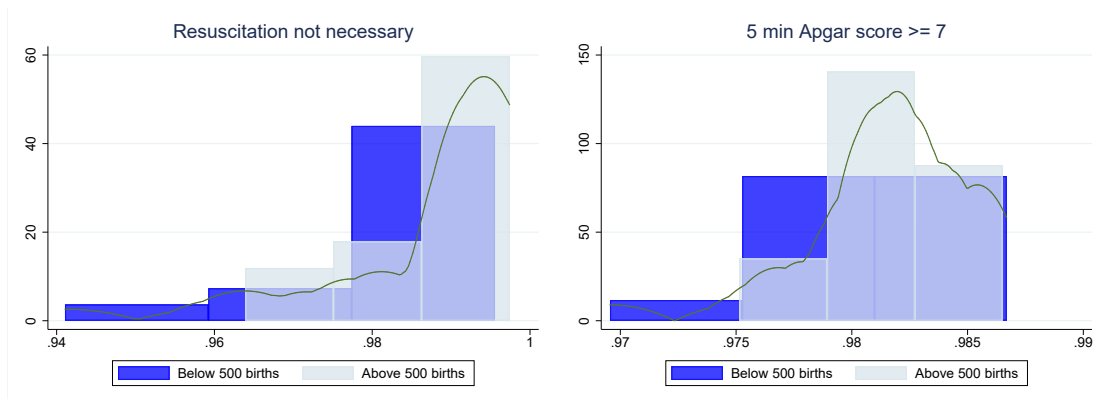 Resuscitation not necessary
60
40
20
0
.94
.96
.98
1
Below 500 births
Above 500 births
5 min Apgar score >= 7
150
100
50
0
.97
.975
.98
.985
.99
Below 500 births
Above 500 births